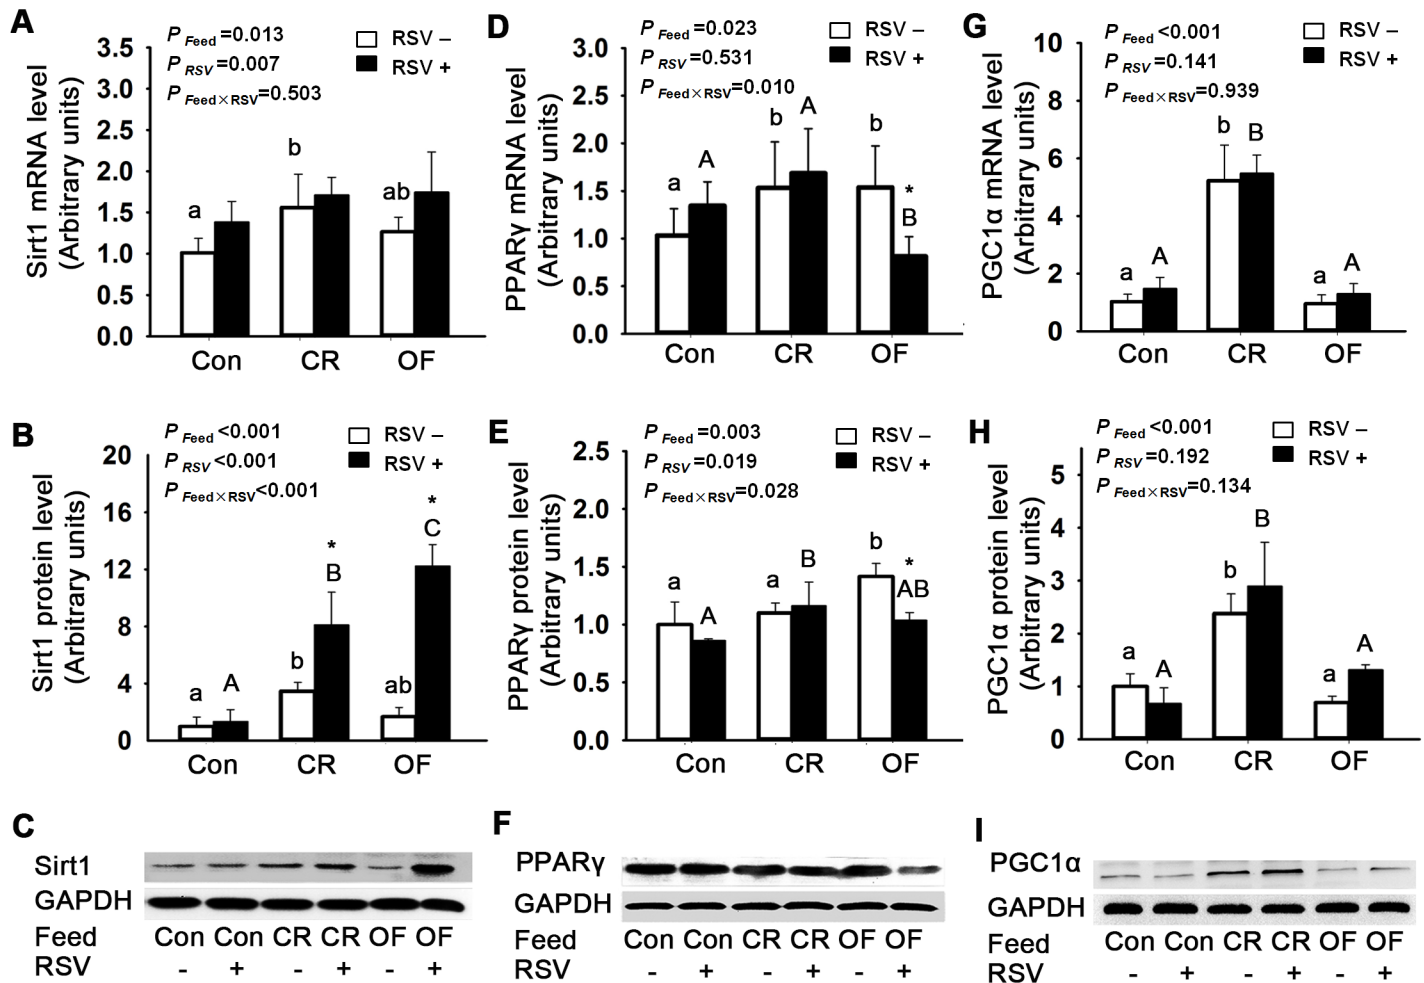 A
P Feed =0.013
P RSV =0.007
P Feed×RSV=0.503
RSV –
RSV +
Sirt1 mRNA level
(Arbitrary units)
3.5
3.0
2.5
2.0
1.5
1.0
0.5
0.0
a
b
ab
Con
CR
OF
D
P Feed =0.023
P RSV =0.531
P Feed×RSV=0.010
RSV –
RSV +
PPARγ mRNA level
(Arbitrary units)
3.0
2.5
2.0
1.5
1.0
0.5
0.0
a
A
b
A
b
*
B
Con
CR
OF
G
P Feed <0.001
P RSV =0.141
P Feed×RSV=0.939
RSV –
RSV +
PGC1α mRNA level
(Arbitrary units)
10
8
6
4
2
0
a
A
b
B
a
A
Con
CR
OF
B
P Feed <0.001
P RSV <0.001
P Feed×RSV<0.001
RSV –
RSV +
Sirt1 protein level
(Arbitrary units)
20
16
12
8
4
0
a
A
b
*
B
ab
*
C
Con
CR
OF
E
P Feed =0.003
P RSV =0.019
P Feed×RSV=0.028
RSV –
RSV +
PPARγ protein level
(Arbitrary units)
2.5
2.0
1.5
1.0
0.5
0.0
a
A
a
B
b
*
AB
Con
CR
OF
H
P Feed <0.001
P RSV =0.192
P Feed×RSV=0.134
RSV –
RSV +
PGC1α protein level
(Arbitrary units)
5
4
3
2
1
0
a
A
b
B
a
A
Con
CR
OF
C
Sirt1
GAPDH
Feed Con Con CR CR OF OF
RSV - + - + - +
F
PPARγ
GAPDH
Feed Con Con CR CR OF OF
RSV - + - + - +
I
PGC1α
GAPDH
Feed Con Con CR CR OF OF
RSV - + - + - +